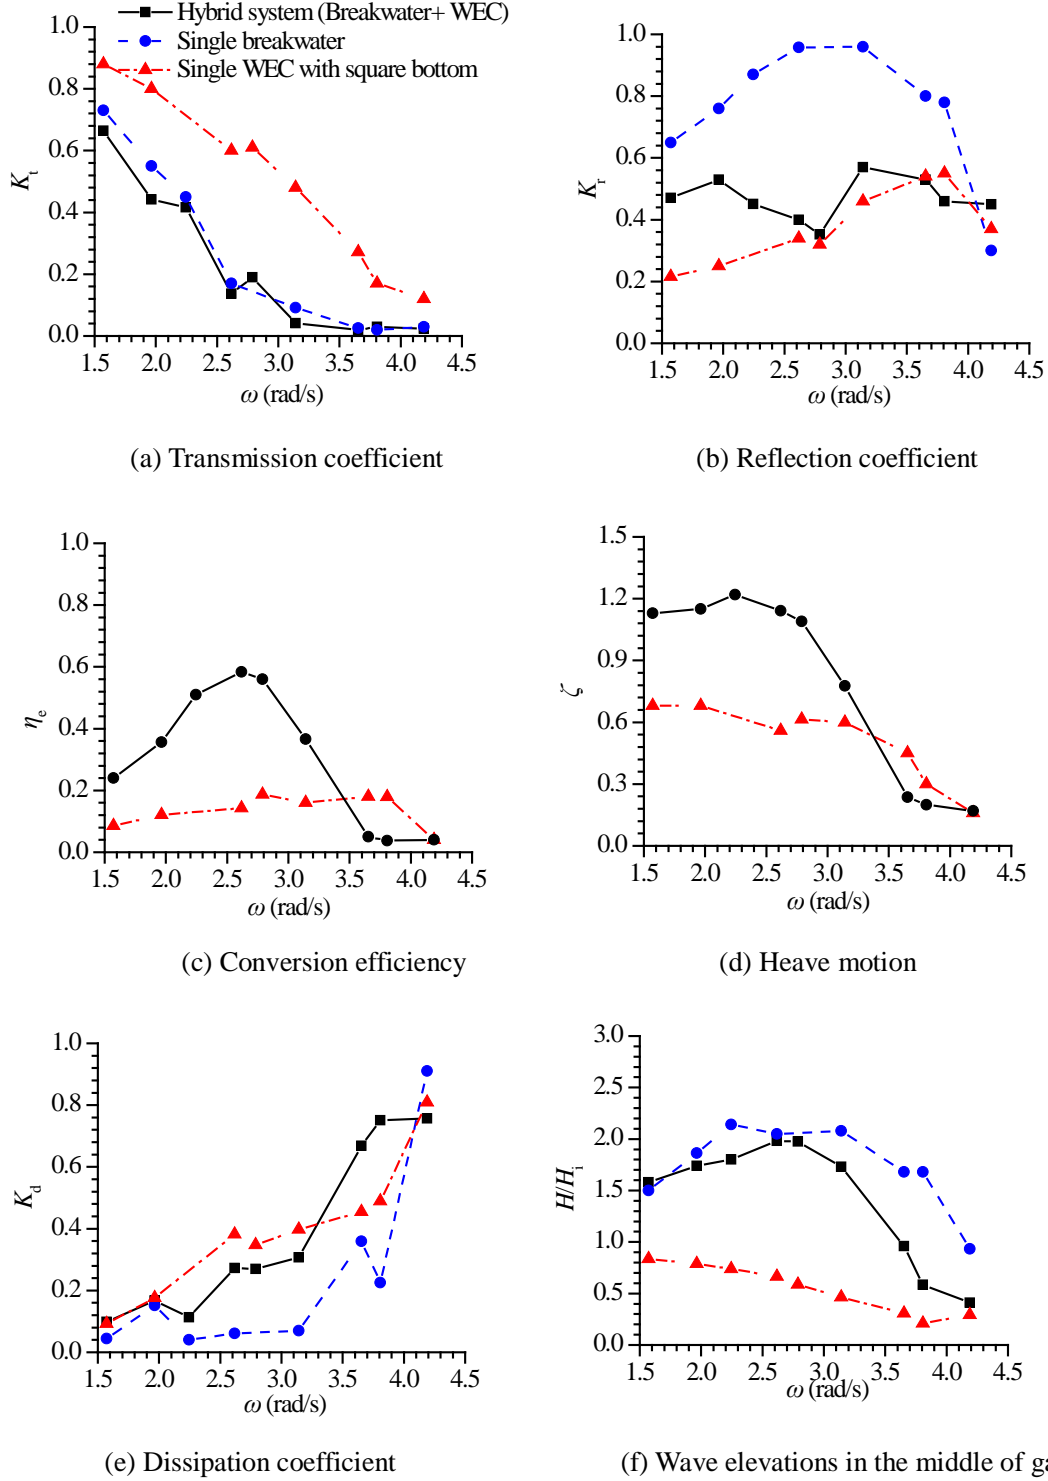 Hybrid system (Breakwater+ WEC)
Single breakwater
Single WEC with square bottom
1.0
0.8
0.6
0.4
0.2
0.0
Kt
1.5 2.0 2.5 3.0 3.5 4.0 4.5
ω (rad/s)
(a) Transmission coefficient
1.0
0.8
0.6
0.4
0.2
0.0
Kr
1.5 2.0 2.5 3.0 3.5 4.0 4.5
ω (rad/s)
(b) Reflection coefficient
1.0
0.8
0.6
0.4
0.2
0.0
ηe
1.5 2.0 2.5 3.0 3.5 4.0 4.5
ω (rad/s)
(c) Conversion efficiency
1.5
1.2
0.9
0.6
0.3
0.0
ζ
1.5 2.0 2.5 3.0 3.5 4.0 4.5
ω (rad/s)
(d) Heave motion
1.0
0.8
0.6
0.4
0.2
0.0
Kd
1.5 2.0 2.5 3.0 3.5 4.0 4.5
ω (rad/s)
(e) Dissipation coefficient
3.0
2.5
2.0
1.5
1.0
0.5
0.0
H/Hi
1.5 2.0 2.5 3.0 3.5 4.0 4.5
ω (rad/s)
(f) Wave elevations in the middle of